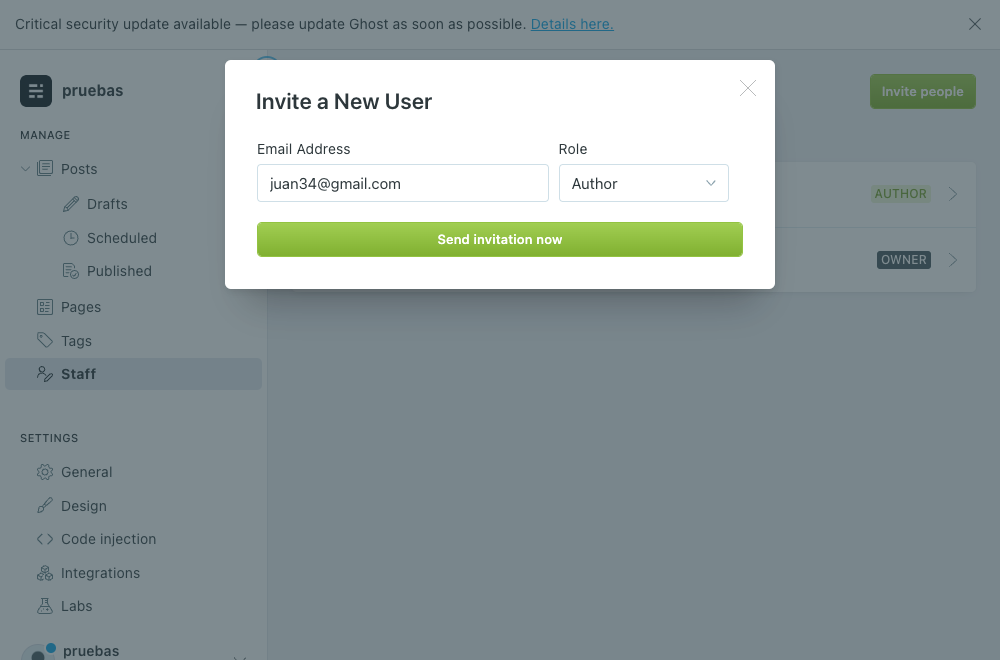 Critical security update available — please update Ghost as soon as possible. Details here.
pruebas
Invite people
MANAGE
Posts
Drafts
Scheduled
Published
Pages
Tags
Staff
SETTINGS
General
Design
Code injection
Integrations
Labs
pruebas
Invite a New User
Email Address
Role
juan34@gmail.com
Author
Send invitation now
AUTHOR
OWNER